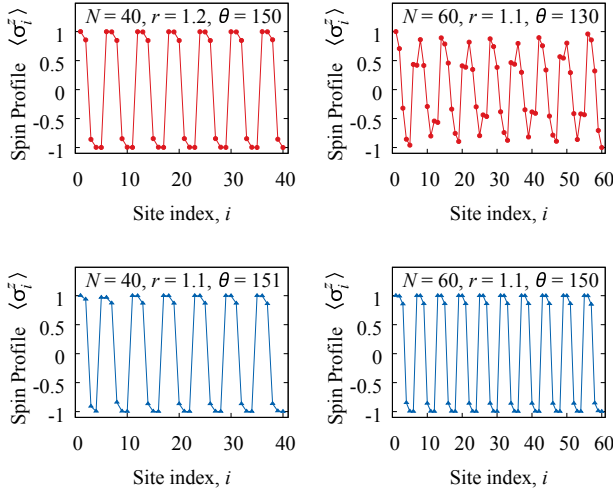 N = 40, r = 1.2, θ = 150
Spin Profile ⟨σᵢᶻ⟩
1
0.5
0
-0.5
-1
0 10 20 30 40
Site index, i
N = 60, r = 1.1, θ = 130
Spin Profile ⟨σᵢᶻ⟩
1
0.5
0
-0.5
-1
0 10 20 30 40 50 60
Site index, i
N = 40, r = 1.1, θ = 151
Spin Profile ⟨σᵢᶻ⟩
1
0.5
0
-0.5
-1
0 10 20 30 40
Site index, i
N = 60, r = 1.1, θ = 150
Spin Profile ⟨σᵢᶻ⟩
1
0.5
0
-0.5
-1
0 10 20 30 40 50 60
Site index, i